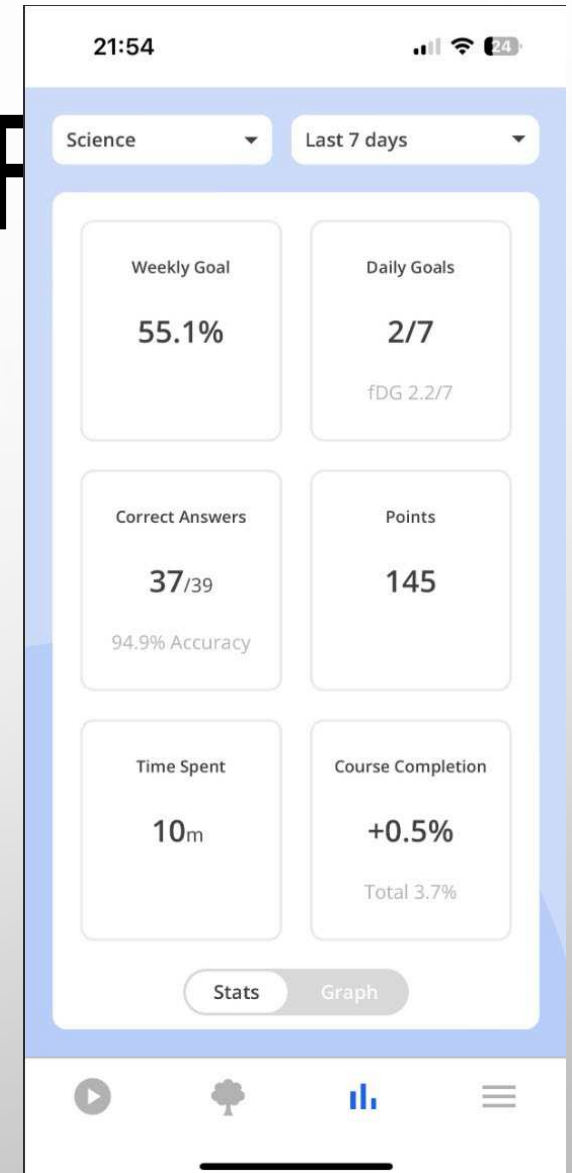 21:54 24
Science Last 7 days
Weekly Goal Daily Goals
55.1% 2/7
fDG 2.2/7
Correct Answers Points
37/39 145
94.9% Accuracy
Time Spent Course Completion
10m +0.5%
Total 3.7%
Stats Graph